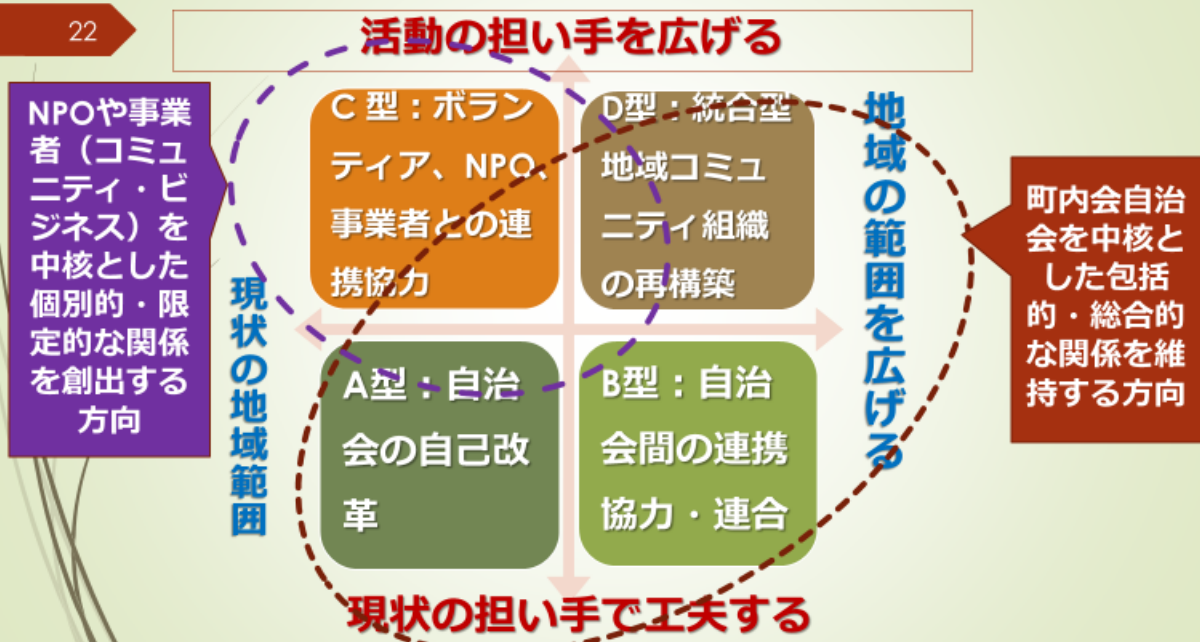 22
活動の担い手を広げる
NPOや事業
者（コミュ
ニティ・ビ
ジネス）を
中核とした
個別的・限
定的な関係
を創出する
方向
C 型：ボラン
ティア、NPO、
事業者との連
携協力
D型：統合型
地域コミュ
ニティ組織
の再構築
地域の範囲を広げる
町内会自治
会を中核と
した包括
的・総合的
な関係を維
持する方向
現状の地域範囲
A型：自治
会の自己改
革
B型：自治
会間の連携
協力・連合
現状の担い手で工夫する